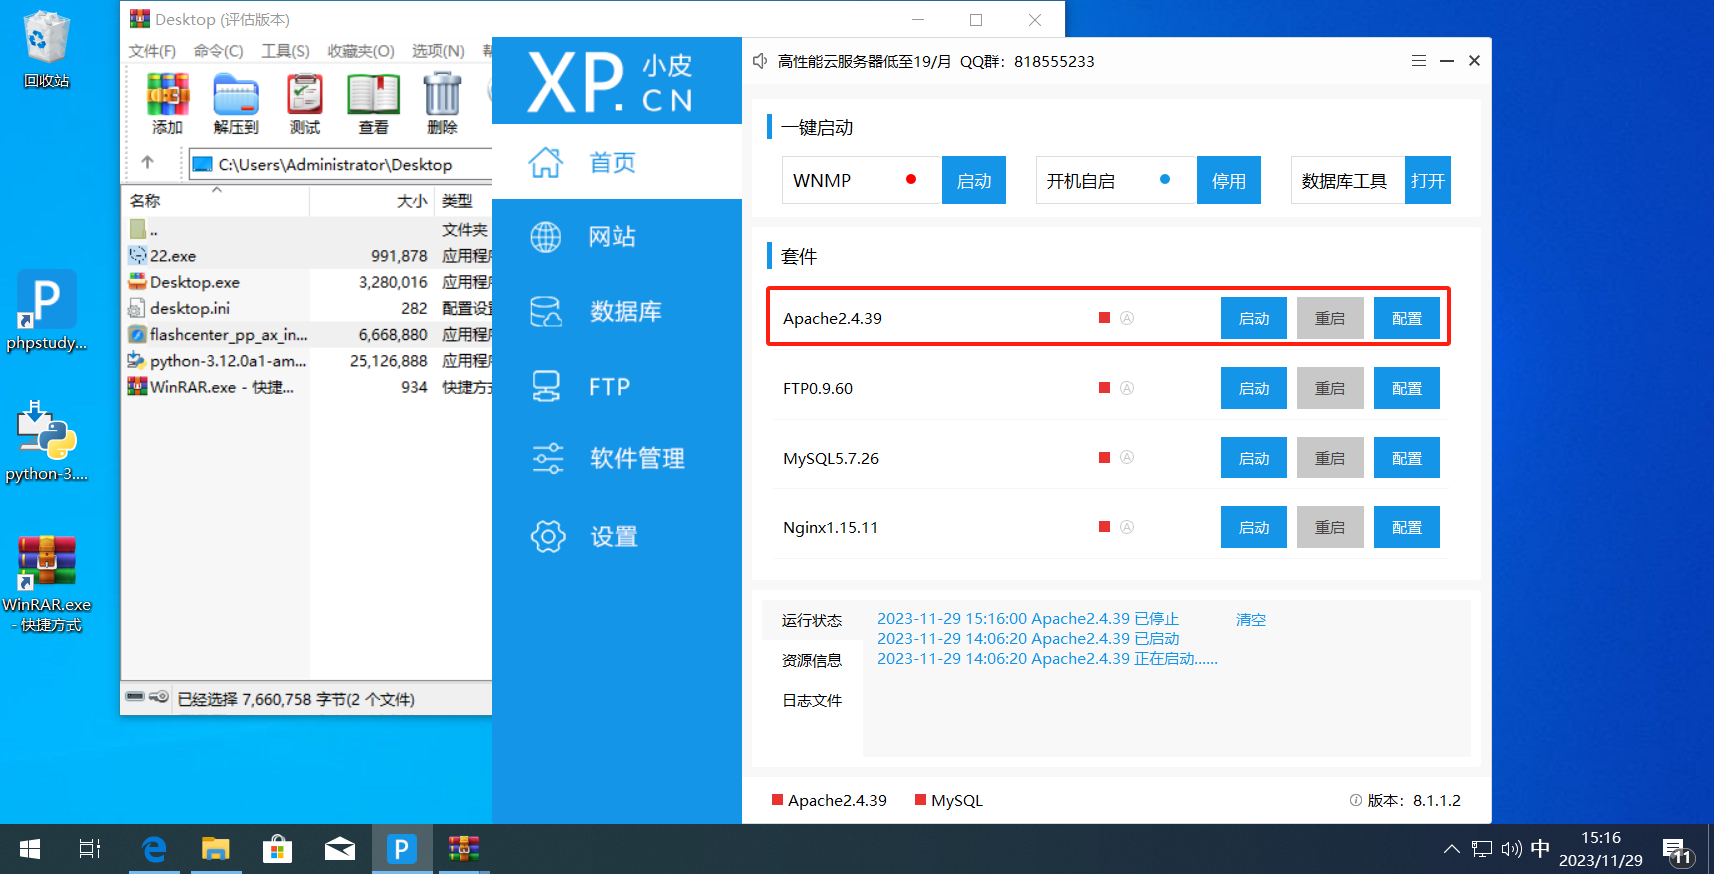 回收站
phpstudy...
python-3....
WinRAR.exe
- 快捷方式
Desktop (评估版本)
文件(F) 命令(C) 工具(S) 收藏夹(O) 选项(N)
添加 解压到 测试 查看 删除
C:\Users\Administrator\Desktop
名称 大小 类型
.. 文件夹
22.exe 991,878 应用程
Desktop.exe 3,280,016 应用程
desktop.ini 282 配置设
flashcenter_pp_ax_in... 6,668,880 应用程
python-3.12.0a1-am... 25,126,888 应用程
WinRAR.exe - 快捷... 934 快捷方
已经选择 7,660,758 字节(2 个文件)
XP.小皮
CN
首页
网站
数据库
FTP
软件管理
设置
高性能云服务器低至19/月 QQ群：818555233
一键启动
WNMP 启动 开机自启 停用 数据库工具 打开
套件
Apache2.4.39 Ⓐ 启动 重启 配置
FTP0.9.60 Ⓐ 启动 重启 配置
MySQL5.7.26 Ⓐ 启动 重启 配置
Nginx1.15.11 Ⓐ 启动 重启 配置
运行状态
资源信息
日志文件
2023-11-29 15:16:00 Apache2.4.39 已停止 清空
2023-11-29 14:06:20 Apache2.4.39 已启动
2023-11-29 14:06:20 Apache2.4.39 正在启动......
Apache2.4.39 MySQL 版本：8.1.1.2
P
中
15:16
2023/11/29
11